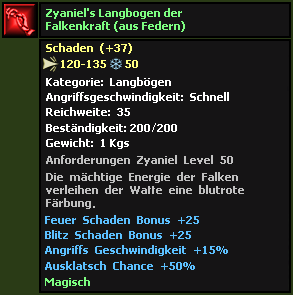 Zyaniel's Langbogen der
Falkenkraft (aus Federn)
Schaden (+37)
120-135 50
Kategorie: Langbögen
Angriffsgeschwindigkeit: Schnell
Reichweite: 35
Beständigkeit: 200/200
Gewicht: 1 Kgs
Anforderungen Zyaniel Level 50
Die mächtige Energie der Falken
verleihen der Watte eine blutrote
Färbung.
Feuer Schaden Bonus +25
Blitz Schaden Bonus +25
Angriffs Geschwindigkeit +15%
Ausklatsch Chance +50%
Magisch